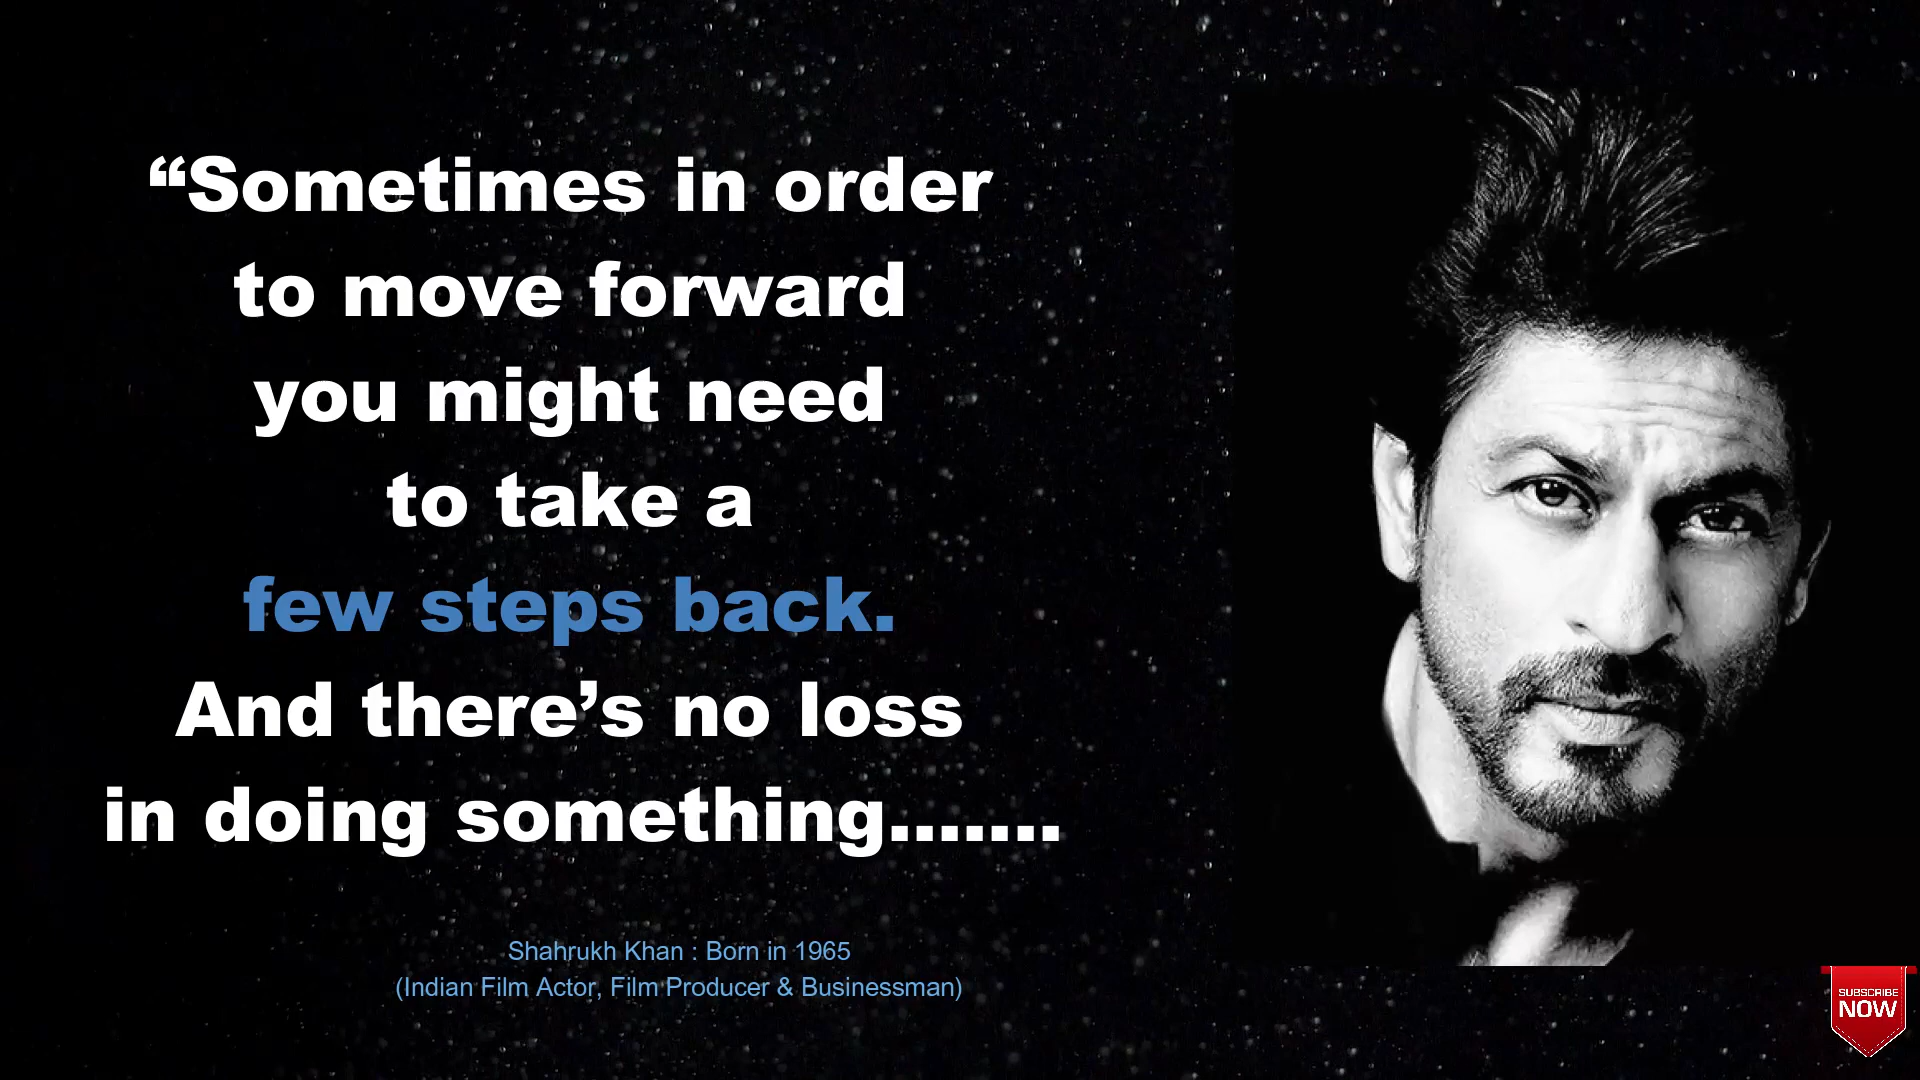 “Sometimes in order
to move forward
you might need
to take a
few steps back.
And there’s no loss
in doing something.......
Shahrukh Khan : Born in 1965
(Indian Film Actor, Film Producer & Businessman)
SUBSCRIBE
NOW